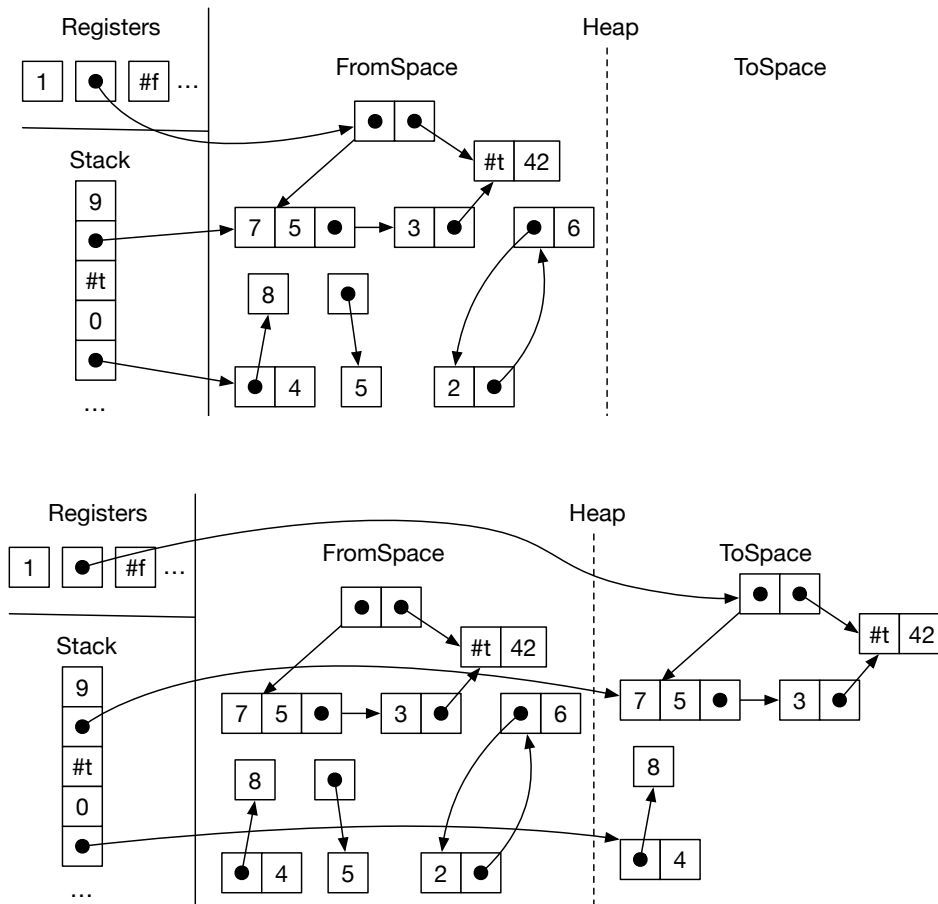 Registers
Heap
FromSpace
ToSpace
1 #f ...
#t 42
Stack
9
7 5 3 6
#t
8
0
4 5 2
...
Registers
Heap
FromSpace
ToSpace
1 #f ...
#t 42
#t 42
Stack
9
7 5 3 6 7 5 3
#t
8 8
0
4 5 2 4
...